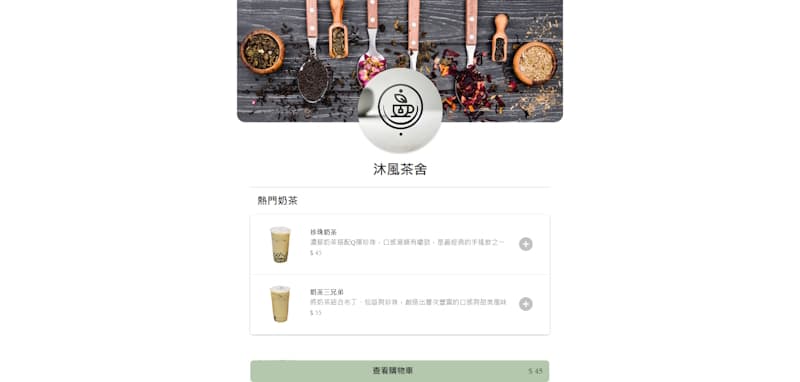 沐風茶舍
熱門奶茶
珍珠奶茶
濃郁奶茶搭配Q彈珍珠，口感滑順有嚼勁，是最經典的手搖飲之一
$ 45
奶茶三兄弟
將奶茶結合布丁、仙草與珍珠，創造出層次豐富的口感與甜美風味
$ 55
查看購物車
$ 45